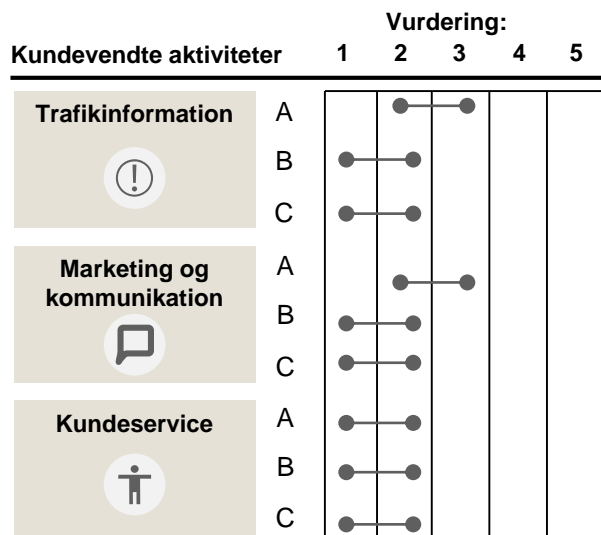 Vurdering:
Kundevendte aktiviteter 1 2 3 4 5
Trafikinformation A
B
C
Marketing og A
kommunikation
B
C
Kundeservice A
B
C